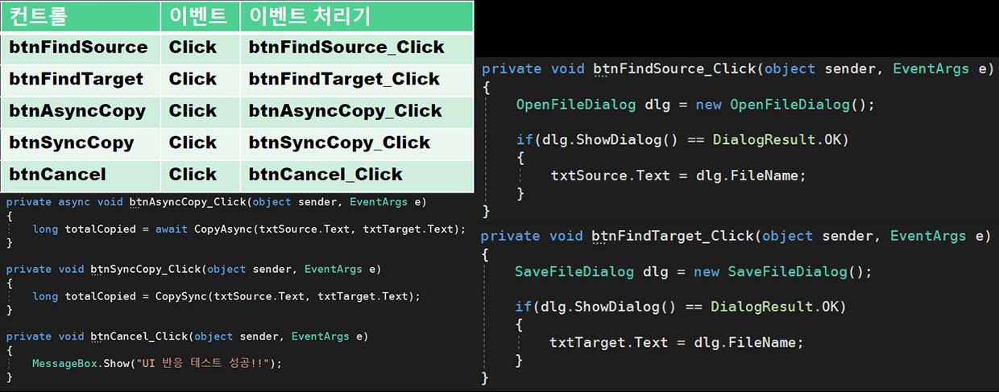 컨트롤 이벤트 이벤트 처리기
btnFindSource Click btnFindSource_Click
btnFindTarget Click btnFindTarget_Click
btnAsyncCopy Click btnAsyncCopy_Click
btnSyncCopy Click btnSyncCopy_Click
btnCancel Click btnCancel_Click
private async void btnAsyncCopy_Click(object sender, EventArgs e)
{
long totalCopied = await CopyAsync(txtSource.Text, txtTarget.Text);
}
private void btnSyncCopy_Click(object sender, EventArgs e)
{
long totalCopied = CopySync(txtSource.Text, txtTarget.Text);
}
private void btnCancel_Click(object sender, EventArgs e)
{
MessageBox.Show("UI 반응 테스트 성공!!");
}
private void btnFindSource_Click(object sender, EventArgs e)
{
OpenFileDialog dlg = new OpenFileDialog();
if(dlg.ShowDialog() == DialogResult.OK)
{
txtSource.Text = dlg.FileName;
}
}
private void btnFindTarget_Click(object sender, EventArgs e)
{
SaveFileDialog dlg = new SaveFileDialog();
if(dlg.ShowDialog() == DialogResult.OK)
{
txtTarget.Text = dlg.FileName;
}
}